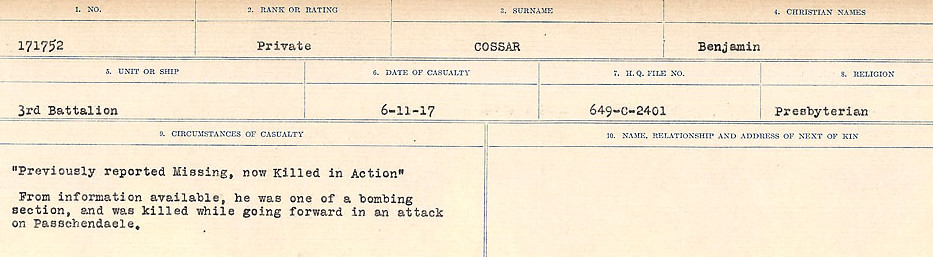 1. NO.
2. RANK OR RATING
3. SURNAME
4. CHRISTIAN NAMES
171752
Private
COSSAR
Benjamin
5. UNIT OR SHIP
6. DATE OF CASUALTY
7. H.Q. FILE NO.
8. RELIGION
3rd Battalion
6-11-17
649-C-2401
Presbyterian
9. CIRCUMSTANCES OF CASUALTY
10. NAME, RELATIONSHIP AND ADDRESS OF NEXT OF KIN
"Previously reported Missing, now Killed in Action"
From information available, he was one of a bombing
section, and was killed while going forward in an attack
on Passchendaele.